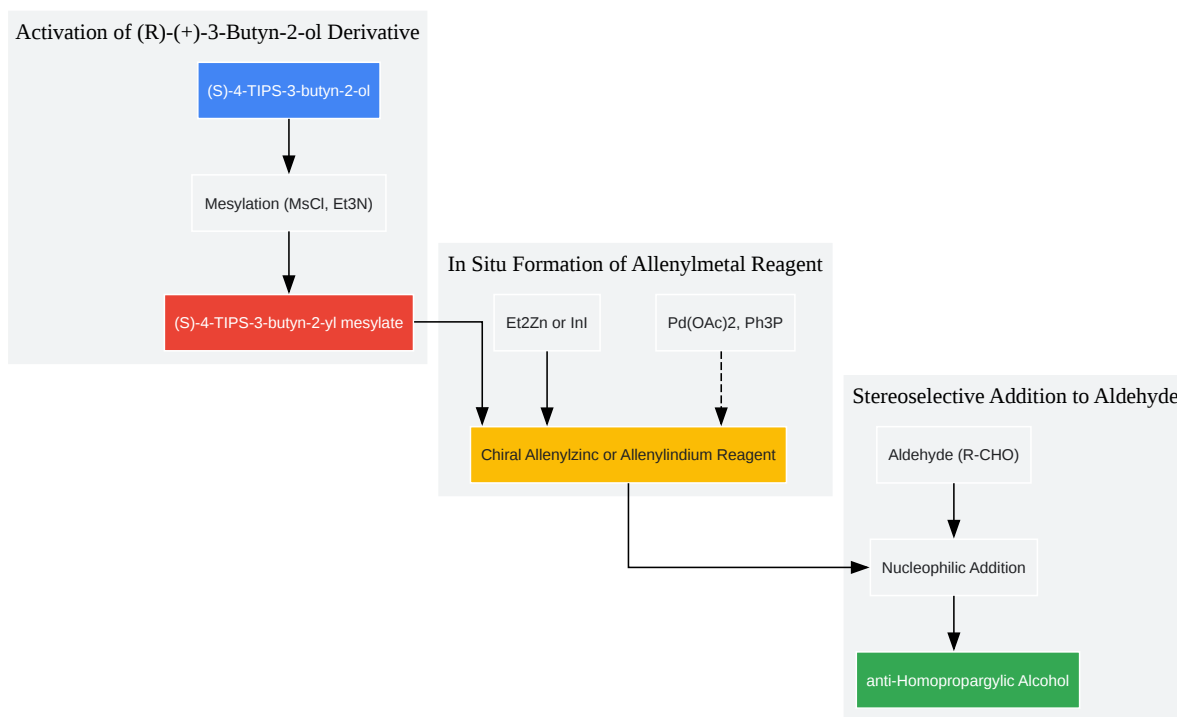 Activation of (R)-(+)-3-Butyn-2-ol Derivative
(S)-4-TIPS-3-butyn-2-ol
Mesylation (MsCl, Et3N)
(S)-4-TIPS-3-butyn-2-yl mesylate
In Situ Formation of Allenylmetal Reagent
Et2Zn or InI
Pd(OAc)2, Ph3P
Chiral Allenylzinc or Allenylindium Reagent
Stereoselective Addition to Aldehyde
Aldehyde (R-CHO)
Nucleophilic Addition
anti-Homopropargylic Alcohol